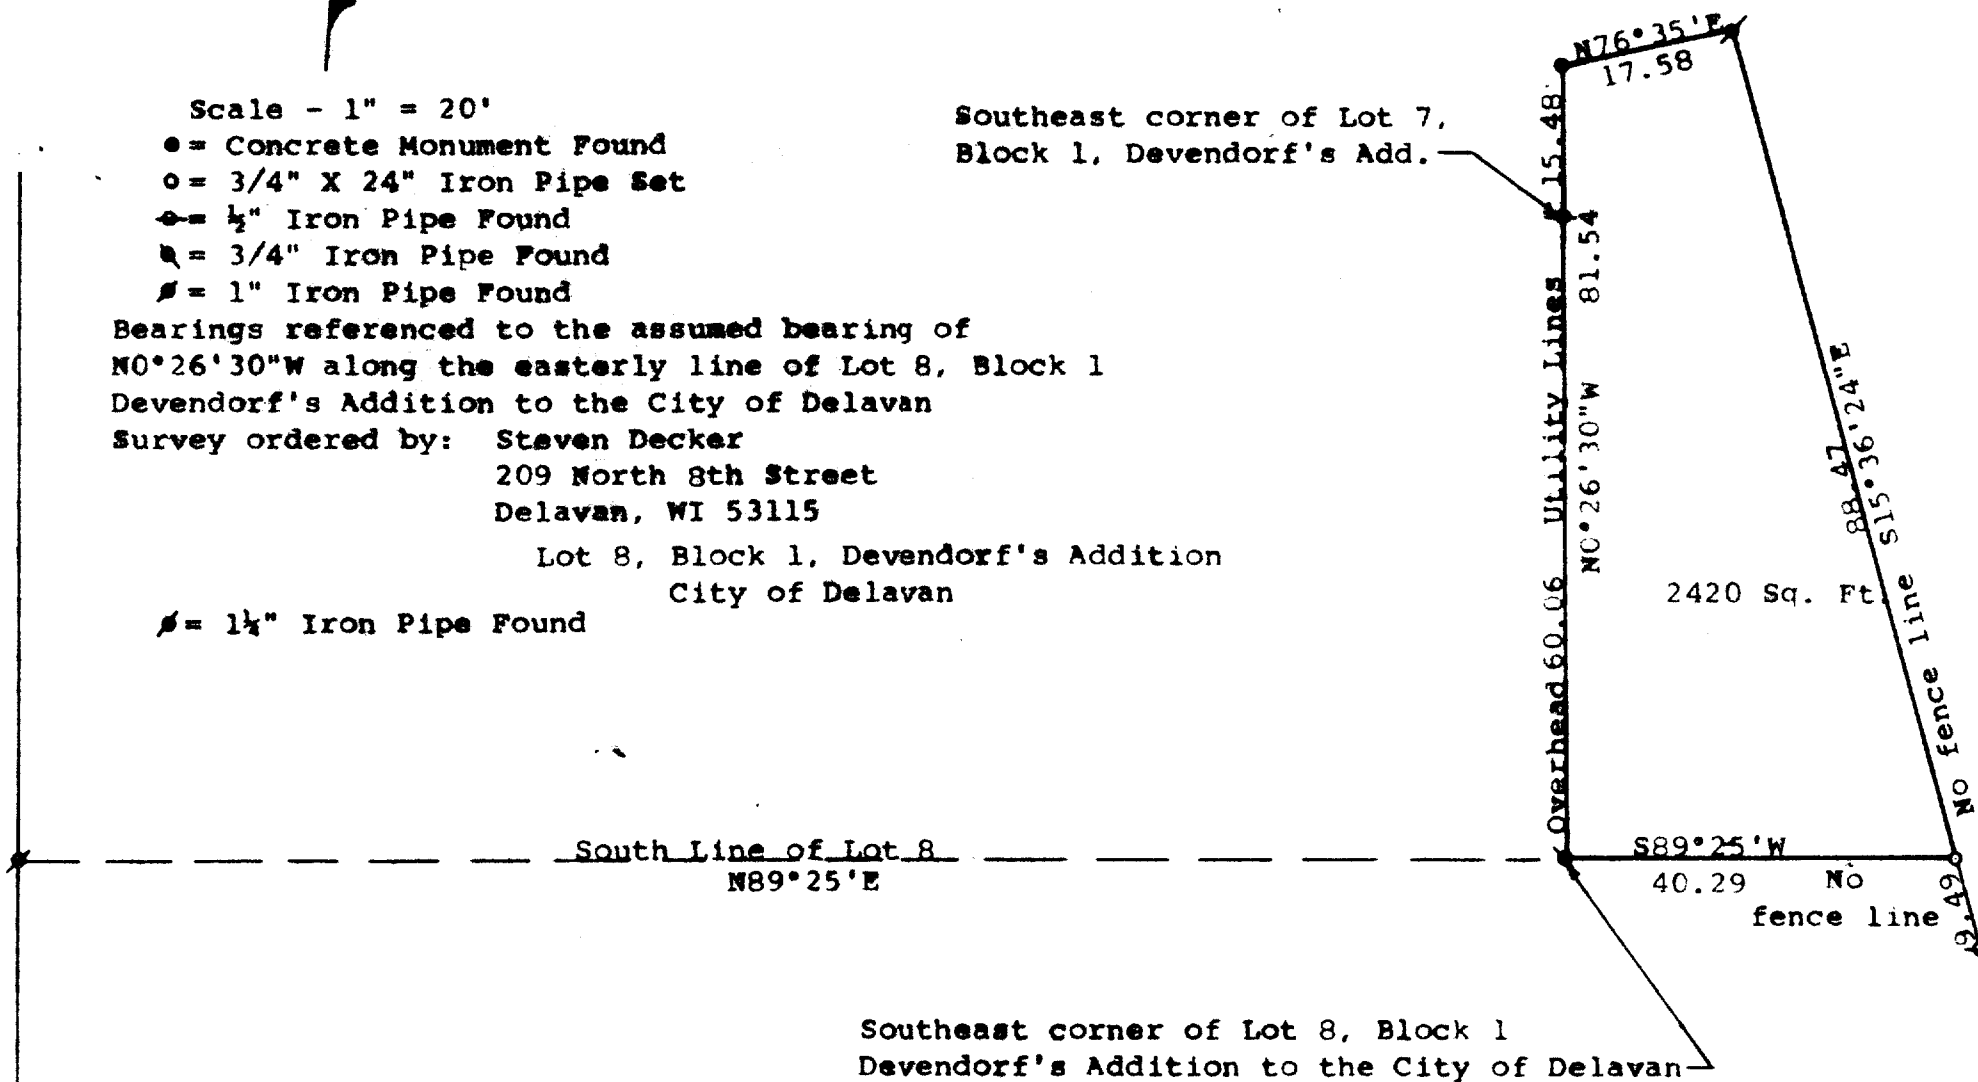 Scale - 1" = 20'
= Concrete Monument Found
= 3/4" X 24" Iron Pipe Set
= ½" Iron Pipe Found
= 3/4" Iron Pipe Found
= 1" Iron Pipe Found
Bearings referenced to the assumed bearing of
N0°26'30"W along the easterly line of Lot 8, Block 1
Devendorf's Addition to the City of Delavan
Survey ordered by: Steven Decker
209 North 8th Street
Delavan, WI 53115
Lot 8, Block 1, Devendorf's Addition
City of Delavan
= 1¼" Iron Pipe Found
Southeast corner of Lot 7,
Block 1, Devendorf's Add.
N76°35'E
17.58
15.48
81.54
N0°26'30"W
Overhead 60.06 Utility Lines
88.47
No fence line S15°36'24"E
2420 Sq. Ft.
South Line of Lot 8
N89°25'E
S89°25'W
40.29 No
fence line
9.49
Southeast corner of Lot 8, Block 1
Devendorf's Addition to the City of Delavan